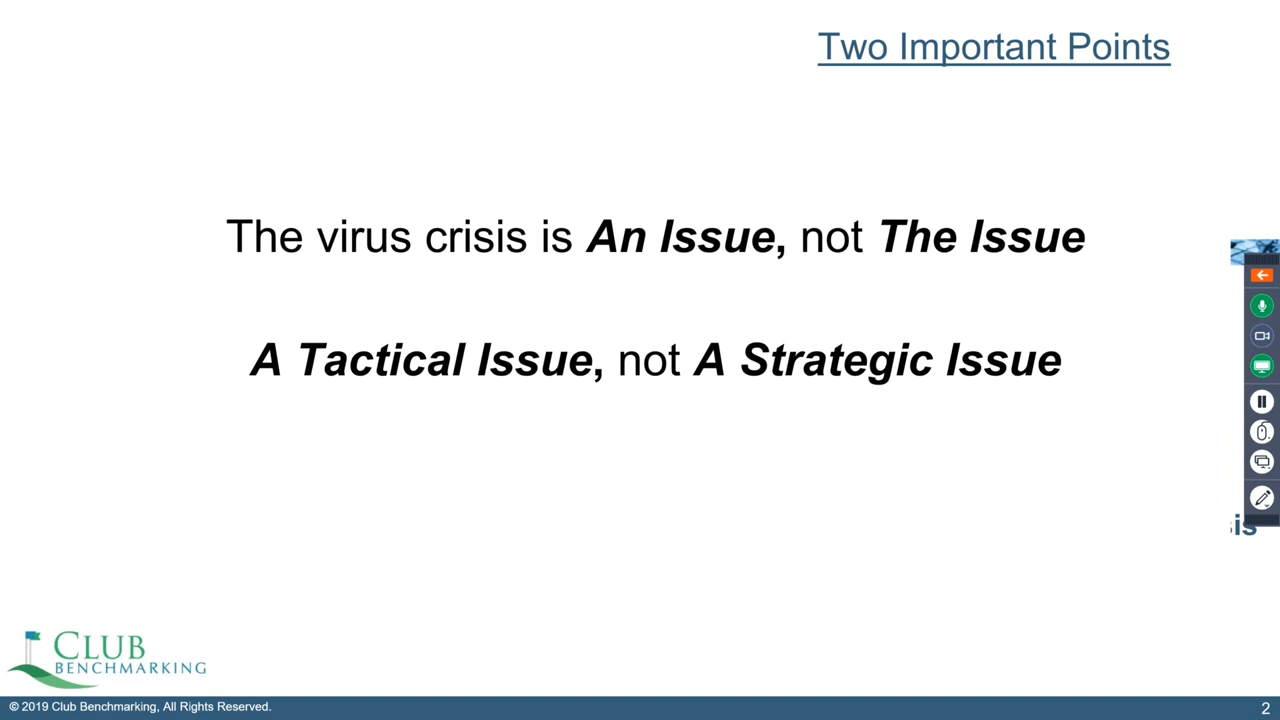 Two Important Points
The virus crisis is An Issue, not The Issue
A Tactical Issue, not A Strategic Issue
CLUB
BENCHMARKING
© 2019 Club Benchmarking, All Rights Reserved.
2